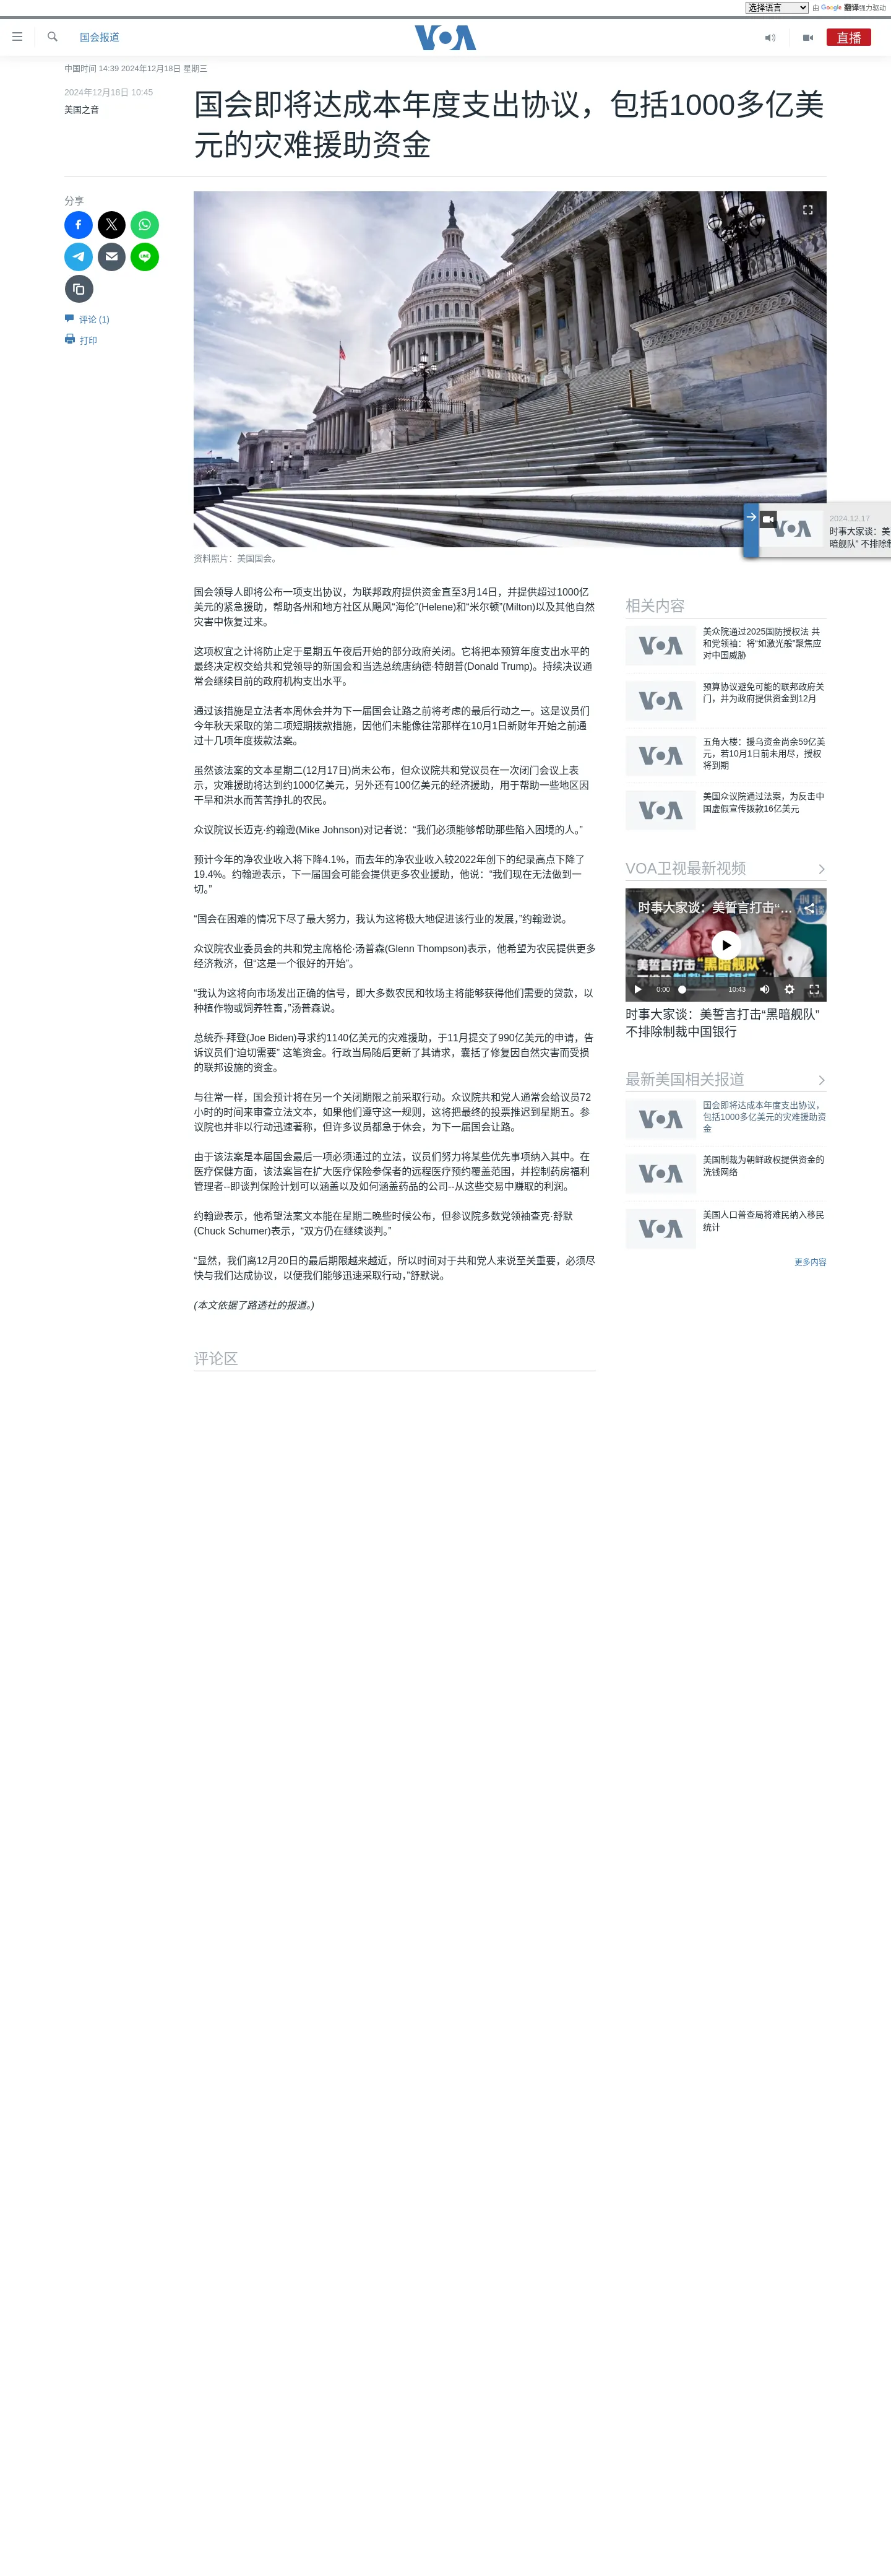 选择语言
由 Google 翻译强力驱动
国会报道
VOA
直播
中国时间 14:39 2024年12月18日 星期三
2024年12月18日 10:45
美国之音
国会即将达成本年度支出协议，包括1000多亿美
元的灾难援助资金
分享
评论 (1)
打印
资料照片：美国国会。
2024.12.17
时事大家谈：美
暗舰队” 不排除制
国会领导人即将公布一项支出协议，为联邦政府提供资金直至3月14日，并提供超过1000亿
美元的紧急援助，帮助各州和地方社区从飓风“海伦”(Helene)和“米尔顿”(Milton)以及其他自然
灾害中恢复过来。
这项权宜之计将防止定于星期五午夜后开始的部分政府关闭。它将把本预算年度支出水平的
最终决定权交给共和党领导的新国会和当选总统唐纳德·特朗普(Donald Trump)。持续决议通
常会继续目前的政府机构支出水平。
通过该措施是立法者本周休会并为下一届国会让路之前将考虑的最后行动之一。这是议员们
今年秋天采取的第二项短期拨款措施，因他们未能像往常那样在10月1日新财年开始之前通
过十几项年度拨款法案。
虽然该法案的文本星期二(12月17日)尚未公布，但众议院共和党议员在一次闭门会议上表
示，灾难援助将达到约1000亿美元，另外还有100亿美元的经济援助，用于帮助一些地区因
干旱和洪水而苦苦挣扎的农民。
众议院议长迈克·约翰逊(Mike Johnson)对记者说：“我们必须能够帮助那些陷入困境的人。”
预计今年的净农业收入将下降4.1%，而去年的净农业收入较2022年创下的纪录高点下降了
19.4%。约翰逊表示，下一届国会可能会提供更多农业援助，他说：“我们现在无法做到一
切。”
“国会在困难的情况下尽了最大努力，我认为这将极大地促进该行业的发展，”约翰逊说。
众议院农业委员会的共和党主席格伦·汤普森(Glenn Thompson)表示，他希望为农民提供更多
经济救济，但“这是一个很好的开始”。
“我认为这将向市场发出正确的信号，即大多数农民和牧场主将能够获得他们需要的贷款，以
种植作物或饲养牲畜，”汤普森说。
总统乔·拜登(Joe Biden)寻求约1140亿美元的灾难援助，于11月提交了990亿美元的申请，告
诉议员们“迫切需要” 这笔资金。行政当局随后更新了其请求，囊括了修复因自然灾害而受损
的联邦设施的资金。
与往常一样，国会预计将在另一个关闭期限之前采取行动。众议院共和党人通常会给议员72
小时的时间来审查立法文本，如果他们遵守这一规则，这将把最终的投票推迟到星期五。参
议院也并非以行动迅速著称，但许多议员都急于休会，为下一届国会让路。
由于该法案是本届国会最后一项必须通过的立法，议员们努力将某些优先事项纳入其中。在
医疗保健方面，该法案旨在扩大医疗保险参保者的远程医疗预约覆盖范围，并控制药房福利
管理者--即谈判保险计划可以涵盖以及如何涵盖药品的公司--从这些交易中赚取的利润。
约翰逊表示，他希望法案文本能在星期二晚些时候公布，但参议院多数党领袖查克·舒默
(Chuck Schumer)表示，“双方仍在继续谈判。”
“显然，我们离12月20日的最后期限越来越近，所以时间对于共和党人来说至关重要，必须尽
快与我们达成协议，以便我们能够迅速采取行动，”舒默说。
(本文依据了路透社的报道。)
评论区
相关内容
美众院通过2025国防授权法 共
和党领袖：将“如激光般”聚焦应
对中国威胁
预算协议避免可能的联邦政府关
门，并为政府提供资金到12月
五角大楼：援乌资金尚余59亿美
元，若10月1日前未用尽，授权
将到期
美国众议院通过法案，为反击中
国虚假宣传拨款16亿美元
VOA卫视最新视频
时事大家谈：美誓言打击“...
美誓言打击“黑暗舰队”
0:00
10:43
时事大家谈：美誓言打击“黑暗舰队”
不排除制裁中国银行
最新美国相关报道
国会即将达成本年度支出协议，
包括1000多亿美元的灾难援助资
金
美国制裁为朝鲜政权提供资金的
洗钱网络
美国人口普查局将难民纳入移民
统计
更多内容